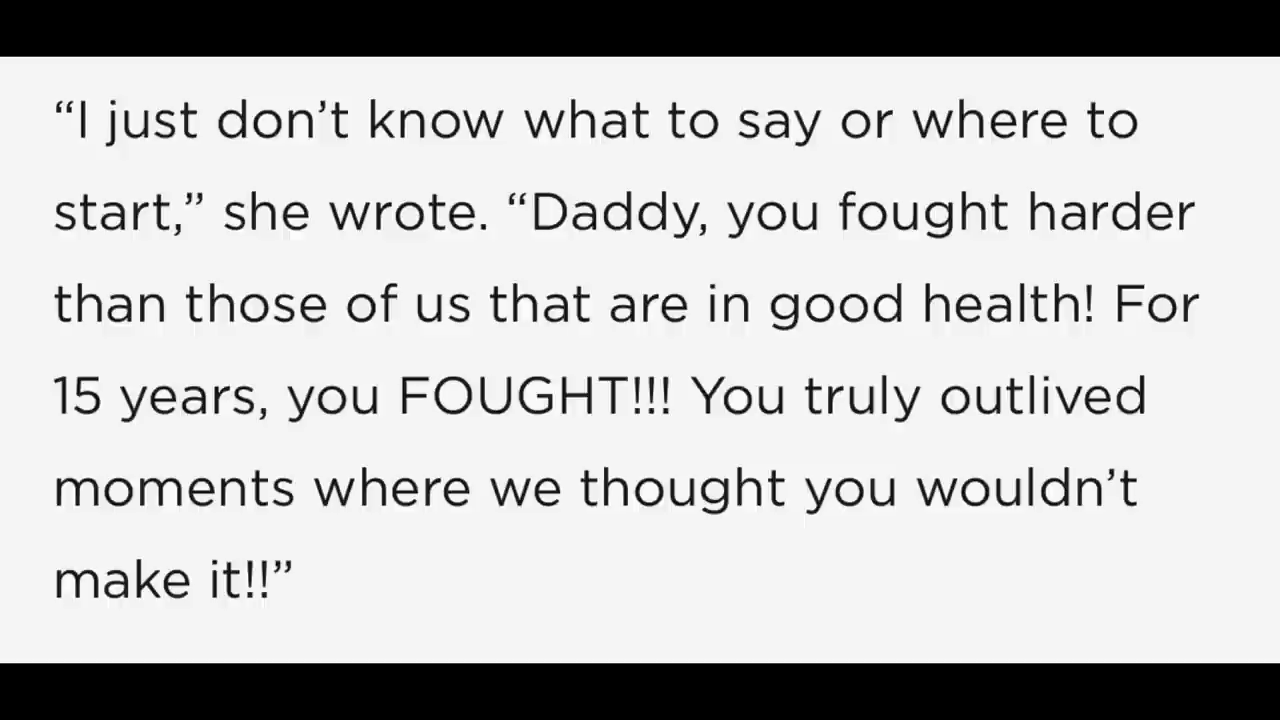 “I just don’t know what to say or where to
start,” she wrote. “Daddy, you fought harder
than those of us that are in good health! For
15 years, you FOUGHT!!! You truly outlived
moments where we thought you wouldn’t
make it!!”